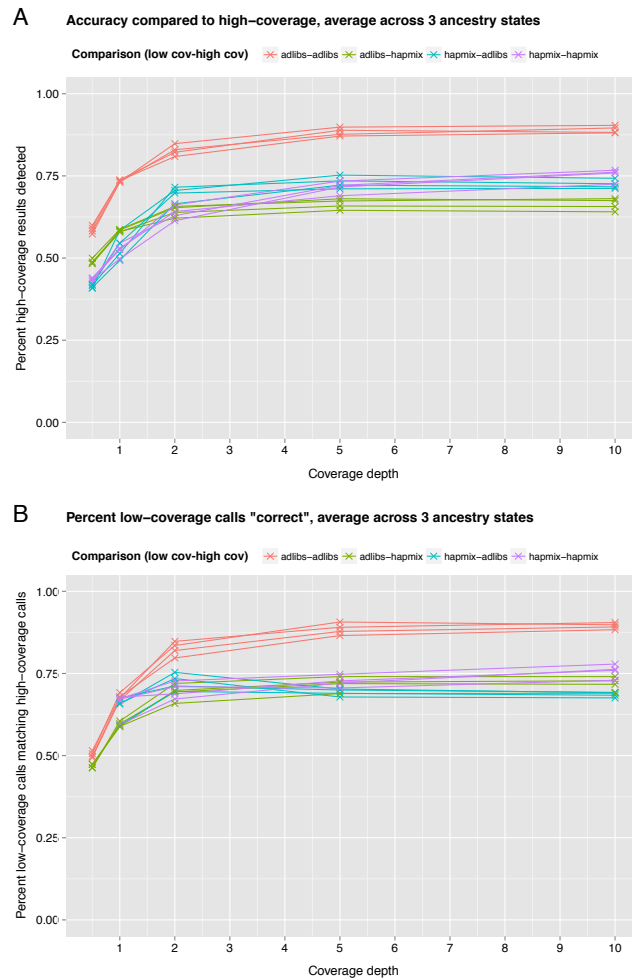 A
Accuracy compared to high−coverage, average across 3 ancestry states
Comparison (low cov-high cov) adlibs−adlibs adlibs−hapmix hapmix−adlibs hapmix−hapmix
Percent high−coverage results detected
1.00
0.75
0.50
0.25
0.00
1 2 3 4 5 6 7 8 9 10
Coverage depth
B
Percent low−coverage calls "correct", average across 3 ancestry states
Comparison (low cov-high cov) adlibs−adlibs adlibs−hapmix hapmix−adlibs hapmix−hapmix
Percent low−coverage calls matching high−coverage calls
1.00
0.75
0.50
0.25
0.00
1 2 3 4 5 6 7 8 9 10
Coverage depth